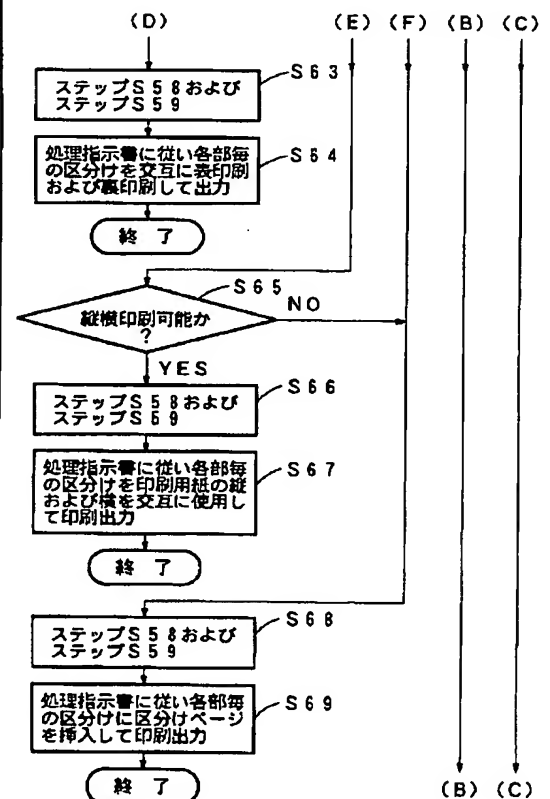 (D) (E) (F) (B) (C)
S63
ステップS58および
ステップS59
処理指示書に従い各部毎
の区分けを交互に表印刷
および裏印刷して出力
S64
終 了
S65
縦横印刷可能か
?
NO
YES
S66
ステップS58および
ステップS59
処理指示書に従い各部毎
の区分けを印刷用紙の縦
および横を交互に使用し
て印刷出力
S67
終 了
S68
ステップS58および
ステップS59
処理指示書に従い各部毎
の区分けに区分けページ
を挿入して印刷出力
S69
終 了
(B) (C)